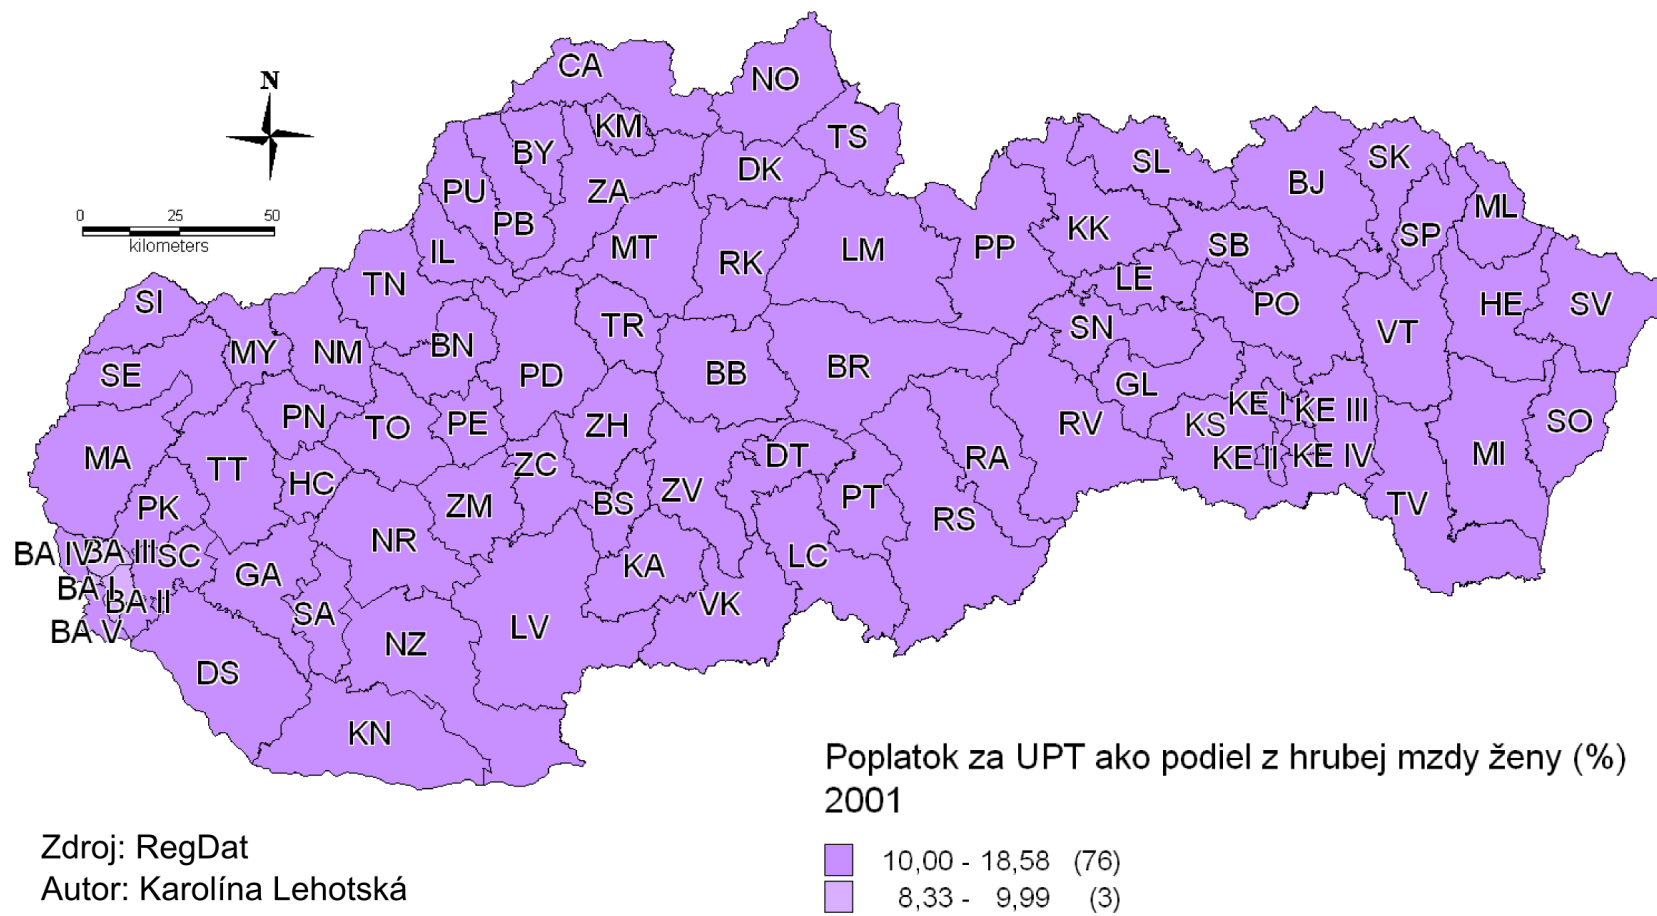 CA
NO
N
KM
TS
BY
SL
SK
DK
BJ
PU
ZA
ML
0 25 50
kilometers
PB
KK
SP
IL
MT
RK
LM
PP
SB
TN
LE
SI
PO
HE
SV
TR
SN
VT
MY
NM
BN
SE
PD
BB
BR
GL
PN
TO
PE
ZH
KE I
KE III
RV
KS
SO
MA
TT
ZC
DT
RA
KE II
KE IV
MI
HC
PK
ZM
BS
ZV
PT
TV
RS
NR
BA IV
BA III
SC
GA
KA
LC
BA I
BA II
SA
VK
BA V
NZ
LV
DS
KN
Poplatok za UPT ako podiel z hrubej mzdy ženy (%)
2001
10,00 - 18,58 (76)
8,33 - 9,99 (3)
Zdroj: RegDat
Autor: Karolína Lehotská